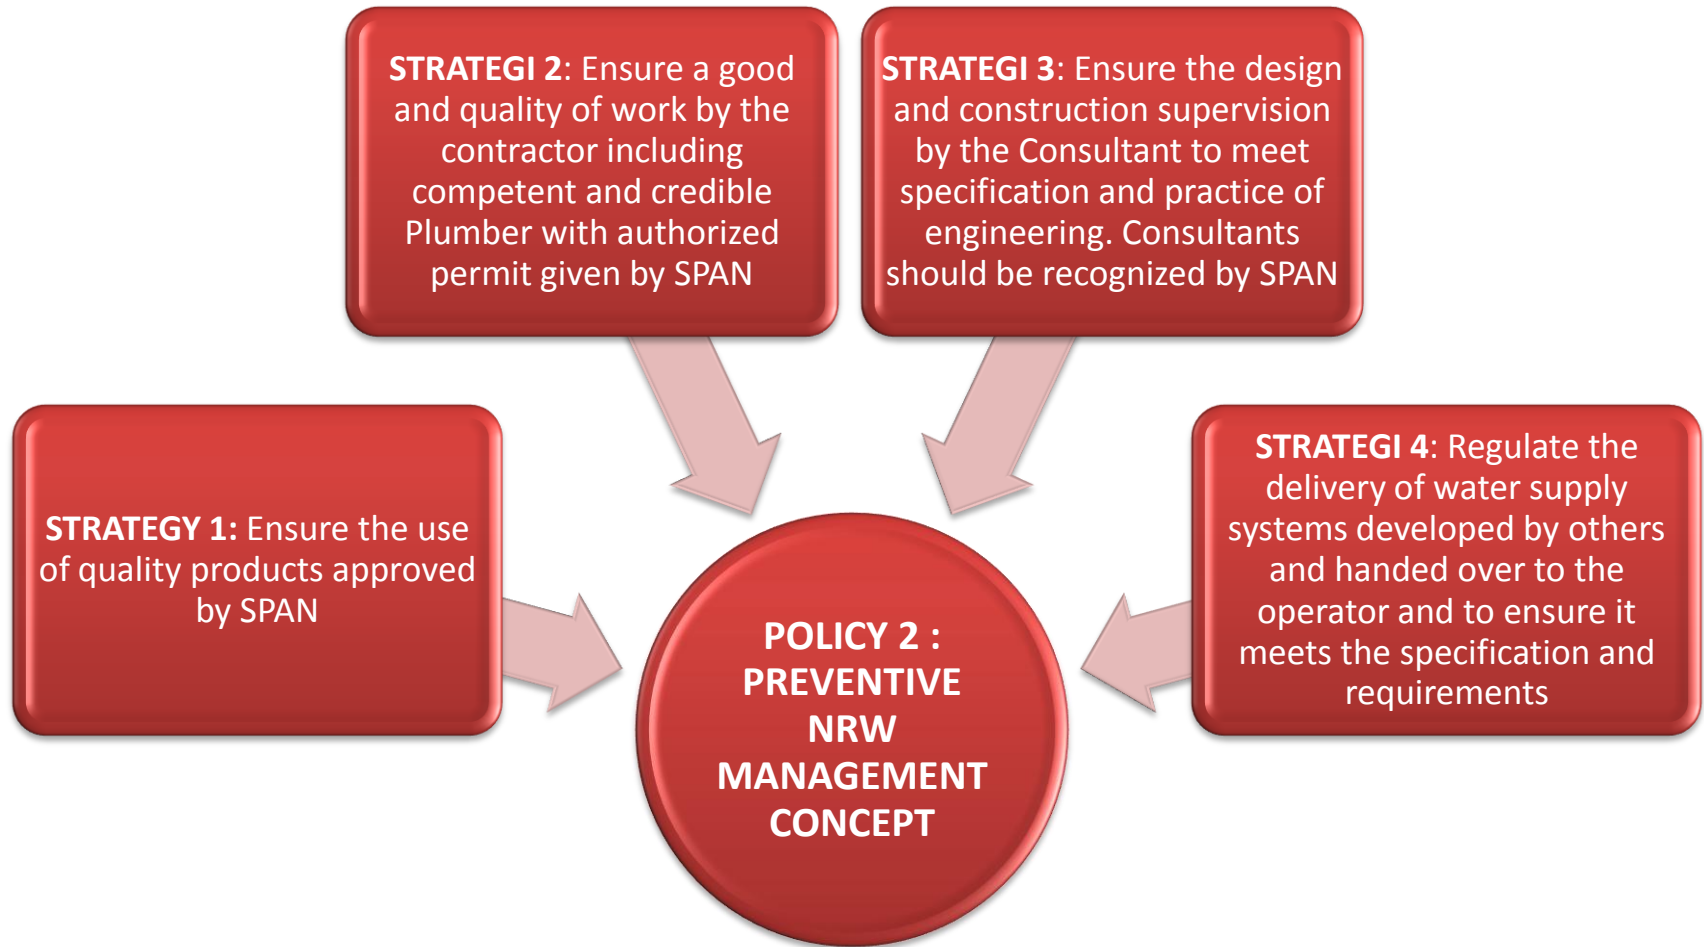 STRATEGI 2: Ensure a good
and quality of work by the
contractor including
competent and credible
Plumber with authorized
permit given by SPAN
STRATEGI 3: Ensure the design
and construction supervision
by the Consultant to meet
specification and practice of
engineering. Consultants
should be recognized by SPAN
STRATEGY 1: Ensure the use
of quality products approved
by SPAN
STRATEGI 4: Regulate the
delivery of water supply
systems developed by others
and handed over to the
operator and to ensure it
meets the specification and
requirements
POLICY 2 :
PREVENTIVE
NRW
MANAGEMENT
CONCEPT